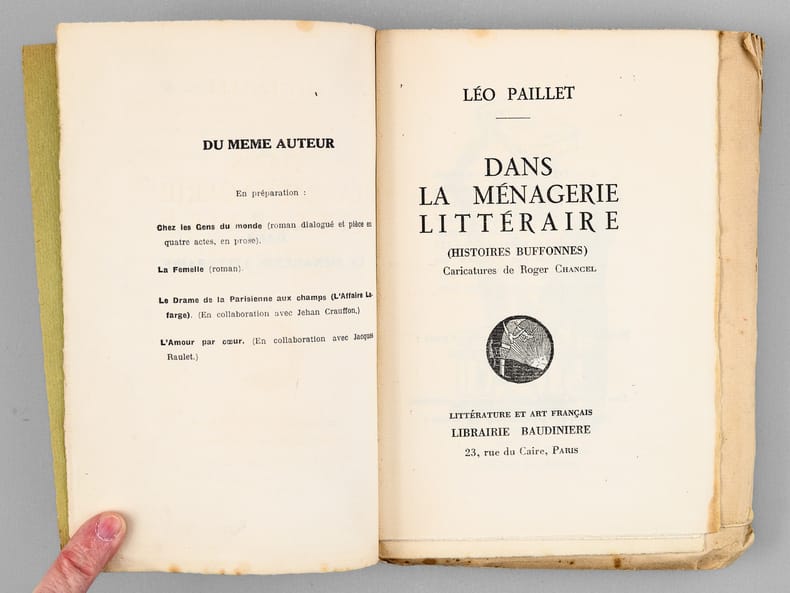 DU MEME AUTEUR
En préparation :
Chez les Gens du monde (roman dialogué et pièce en
quatre actes, en prose).
La Femelle (roman).
Le Drame de la Parisienne aux champs (L'Affaire La-
farge). (En collaboration avec Jehan Crauffon.)
L'Amour par cœur. (En collaboration avec Jacques
Raulet.)
LÉO PAILLET
DANS
LA MÉNAGERIE
LITTÉRAIRE
(HISTOIRES BUFFONNES)
Caricatures de Roger CHANCEL
LITTÉRATURE ET ART FRANÇAIS
LIBRAIRIE BAUDINIERE
23, rue du Caire, PARIS